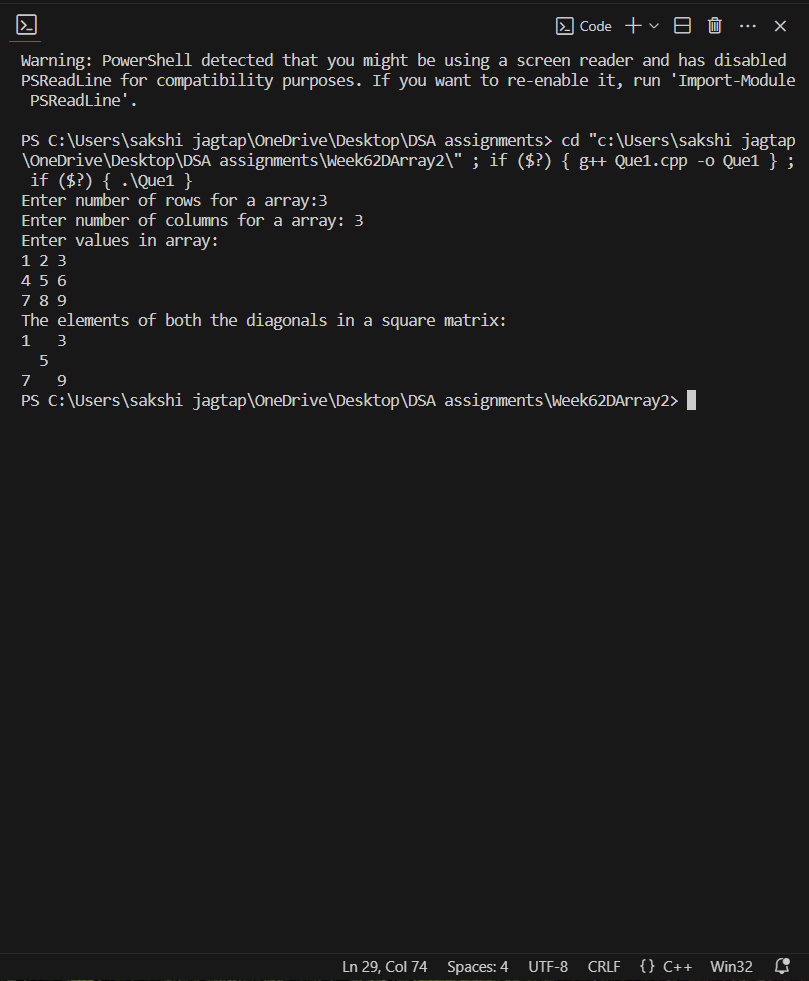 Code
Warning: PowerShell detected that you might be using a screen reader and has disabled
PSReadLine for compatibility purposes. If you want to re-enable it, run 'Import-Module
 PSReadLine'.
PS C:\Users\sakshi jagtap\OneDrive\Desktop\DSA assignments> cd "c:\Users\sakshi jagtap
\OneDrive\Desktop\DSA assignments\Week62DArray2\" ; if ($?) { g++ Que1.cpp -o Que1 } ;
 if ($?) { .\Que1 }
Enter number of rows for a array:3
Enter number of columns for a array: 3
Enter values in array:
1 2 3
4 5 6
7 8 9
The elements of both the diagonals in a square matrix:
1   3
  5
7   9
PS C:\Users\sakshi jagtap\OneDrive\Desktop\DSA assignments\Week62DArray2>
Ln 29, Col 74 Spaces: 4 UTF-8 CRLF {} C++ Win32